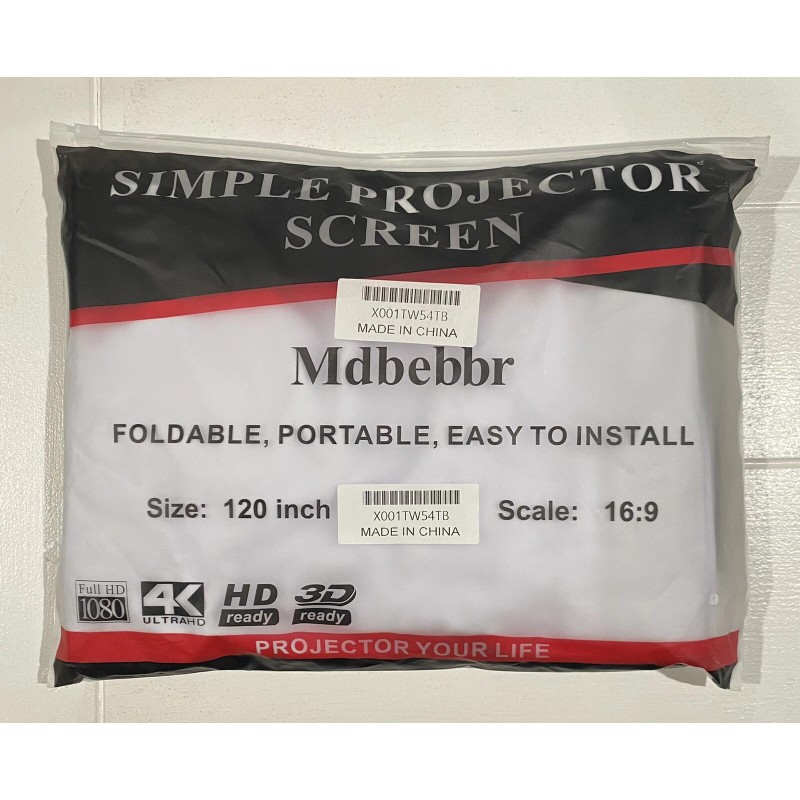 SIMPLE PROJECTOR
SCREEN
X001TW54TB
MADE IN CHINA
Mdbebbr
FOLDABLE, PORTABLE, EASY TO INSTALL
Size: 120 inch
X001TW54TB
MADE IN CHINA
Scale: 16:9
Full HD
1080
4K
ULTRAHD
HD
ready
3D
ready
PROJECTOR YOUR LIFE